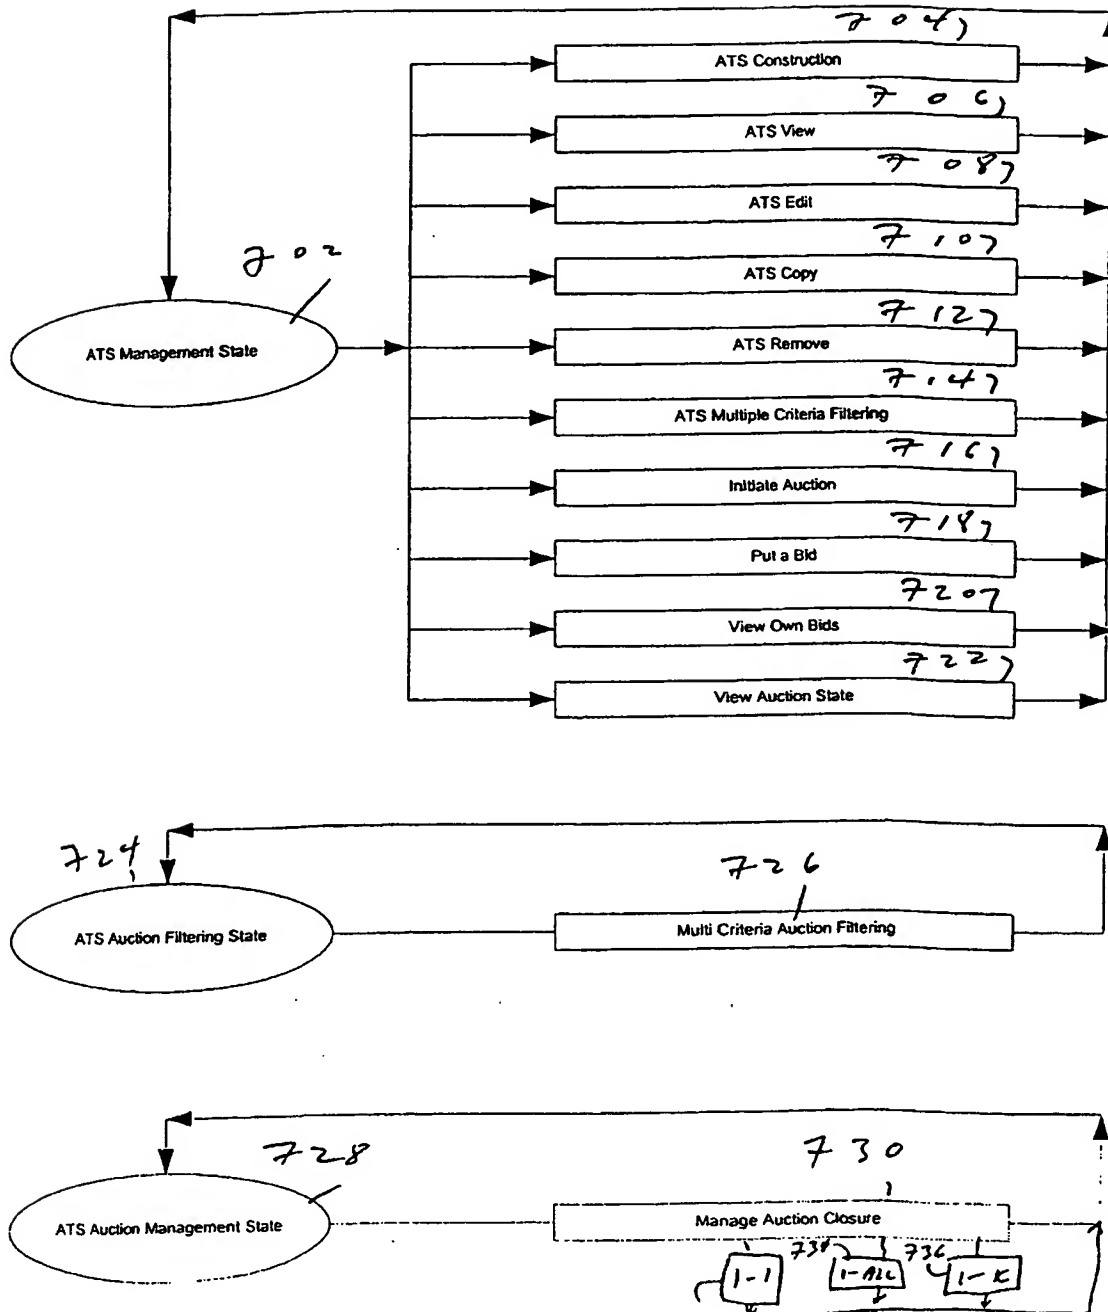 704
ATS Construction
706
ATS View
708
ATS Edit
702
710
ATS Copy
712
ATS Management State
ATS Remove
714
ATS Multiple Criteria Filtering
716
Initiate Auction
718
Put a Bid
720
View Own Bids
722
View Auction State
724
726
ATS Auction Filtering State
Multi Criteria Auction Filtering
728
730
ATS Auction Management State
Manage Auction Closure
734
736
1-1
1-ALL
1-K